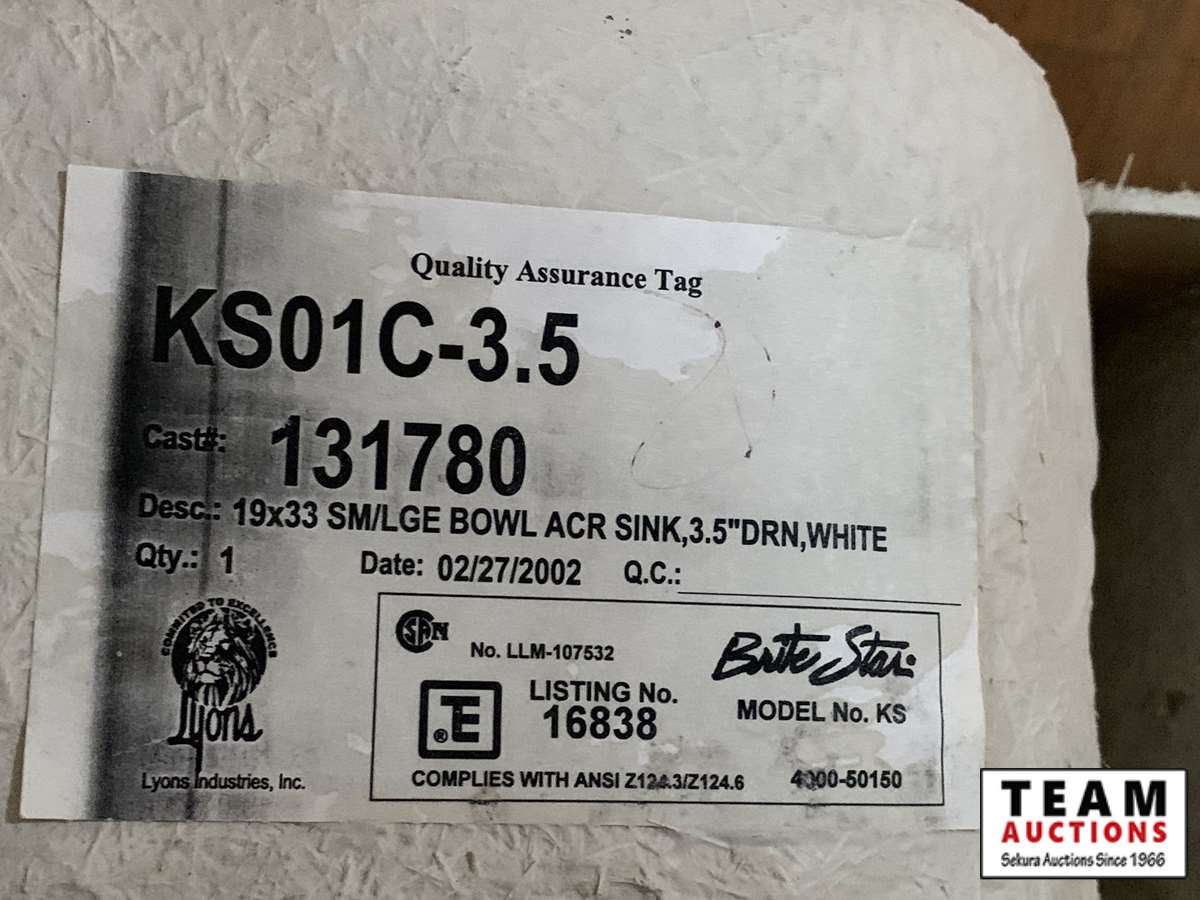 Quality Assurance Tag
KS01C-3.5
Cast#: 131780
Desc.: 19x33 SM/LGE BOWL ACR SINK,3.5"DRN,WHITE
Qty.: 1 Date: 02/27/2002 Q.C.:
COMMITED TO EXCELLENCE
Lyons
Lyons Industries, Inc.
No. LLM-107532
LISTING No.
16838
Brite Star
MODEL No. KS
COMPLIES WITH ANSI Z124.3/Z124.6 4000-50150
TEAM
AUCTIONS
Sekura Auctions Since 1966